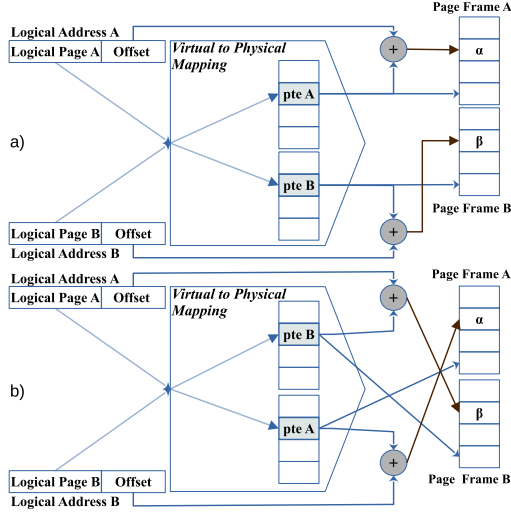 Page Frame A
Logical Address A
Logical Page A Offset
Virtual to Physical
Mapping
+
α
pte A
a)
β
pte B
Page Frame B
Logical Page B Offset
+
Logical Address B
Logical Address A
Page Frame A
Logical Page A Offset
Virtual to Physical
Mapping
+
α
pte B
b)
β
pte A
+
Logical Page B Offset
Page Frame B
Logical Address B